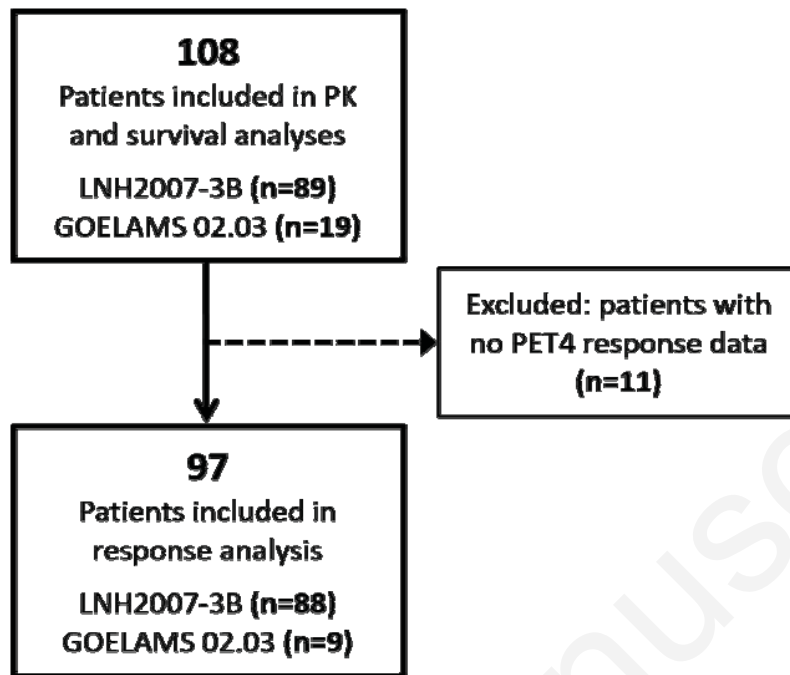 108
Patients included in PK
and survival analyses
LNH2007-3B (n=89)
GOELAMS 02.03 (n=19)
Excluded: patients with
no PET4 response data
(n=11)
97
Patients included in
response analysis
LNH2007-3B (n=88)
GOELAMS 02.03 (n=9)